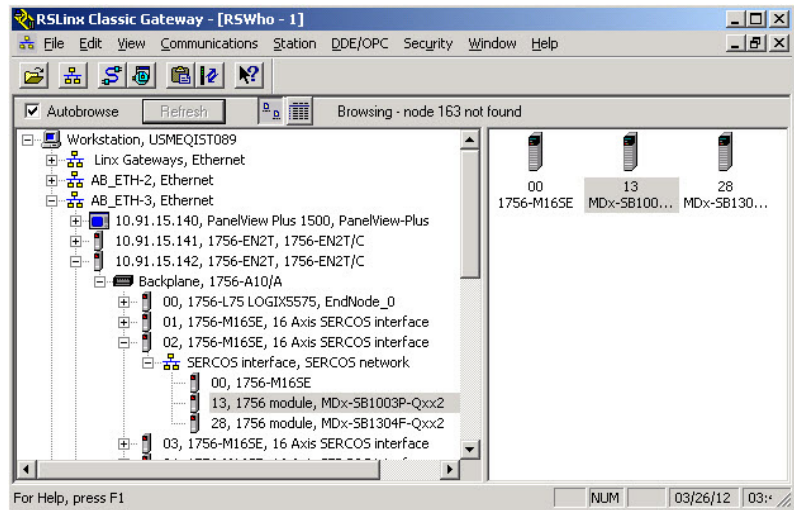 RSLinx Classic Gateway - [RSWho - 1]
File Edit View Communications Station DDE/OPC Security Window Help
Autobrowse Refresh Browsing - node 163 not found
Workstation, USMEQIST089
Linx Gateways, Ethernet
AB_ETH-2, Ethernet
AB_ETH-3, Ethernet
10.91.15.140, PanelView Plus 1500, PanelView-Plus
10.91.15.141, 1756-EN2T, 1756-EN2T/C
10.91.15.142, 1756-EN2T, 1756-EN2T/C
Backplane, 1756-A10/A
00, 1756-L75 LOGIX5575, EndNode_0
01, 1756-M16SE, 16 Axis SERCOS interface
02, 1756-M16SE, 16 Axis SERCOS interface
SERCOS interface, SERCOS network
00, 1756-M16SE
13, 1756 module, MDx-SB1003P-Qxx2
28, 1756 module, MDx-SB1304F-Qxx2
03, 1756-M16SE, 16 Axis SERCOS interface
00 13 28
1756-M16SE MDx-SB100... MDx-SB130...
For Help, press F1 NUM 03/26/12 03: